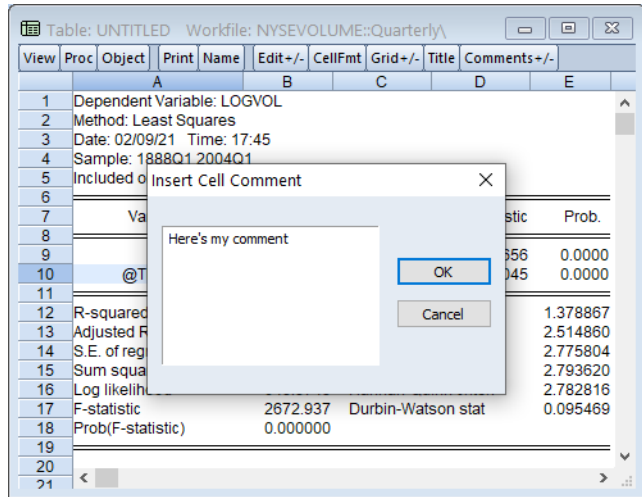 Table: UNTITLED Workfile: NYSEVOLUME::Quarterly\
View Proc Object Print Name Edit+/- CellFmt Grid+/- Title Comments+/-
A B C D E
1 Dependent Variable: LOGVOL
2 Method: Least Squares
3 Date: 02/09/21 Time: 17:45
4 Sample: 1888Q1 2004Q1
5 Included o
Insert Cell Comment
6
7 Va stic Prob.
Here's my comment
8
9 656 0.0000
10 @T 045 0.0000
OK
11
12 R-squared 1.378867
Cancel
13 Adjusted R 2.514860
14 S.E. of regr 2.775804
15 Sum squa 2.793620
16 Log likelih 2.782816
17 F-statistic 2672.937 Durbin-Watson stat 0.095469
18 Prob(F-statistic) 0.000000
19
20
21